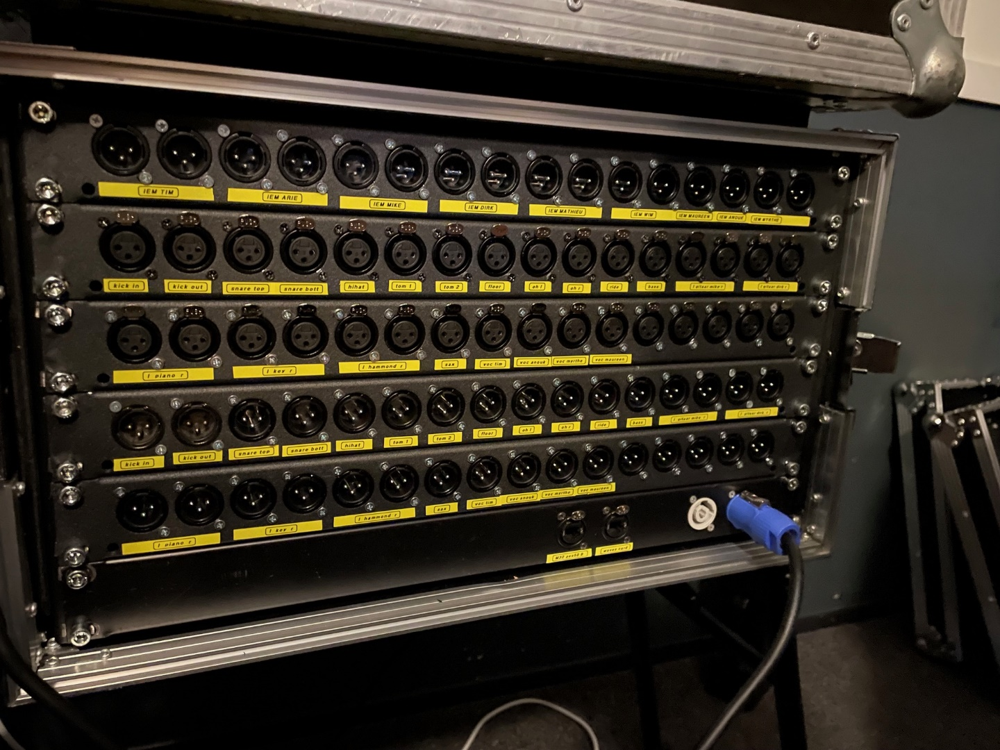 IEM TIM IEM ARIE IEM MIKE IEM DIRK IEM MATHIEU IEM WIM IEM MAUREEN IEM ANOUK IEM MYRTHE
kick in kick out snare top snare bott hihat tom 1 tom 2 floor oh l oh r ride bass l gitaar mike r l gitaar dirk r
l piano r l key r l hammond r sax voc tim voc anouk voc myrthe voc maureen
kick in kick out snare top snare bott hihat tom 1 tom 2 floor oh l oh r ride bass l gitaar mike r l gitaar dirk r
l piano r l key r l hammond r sax voc tim voc anouk voc myrthe voc maureen
M32 aes50 B waves card